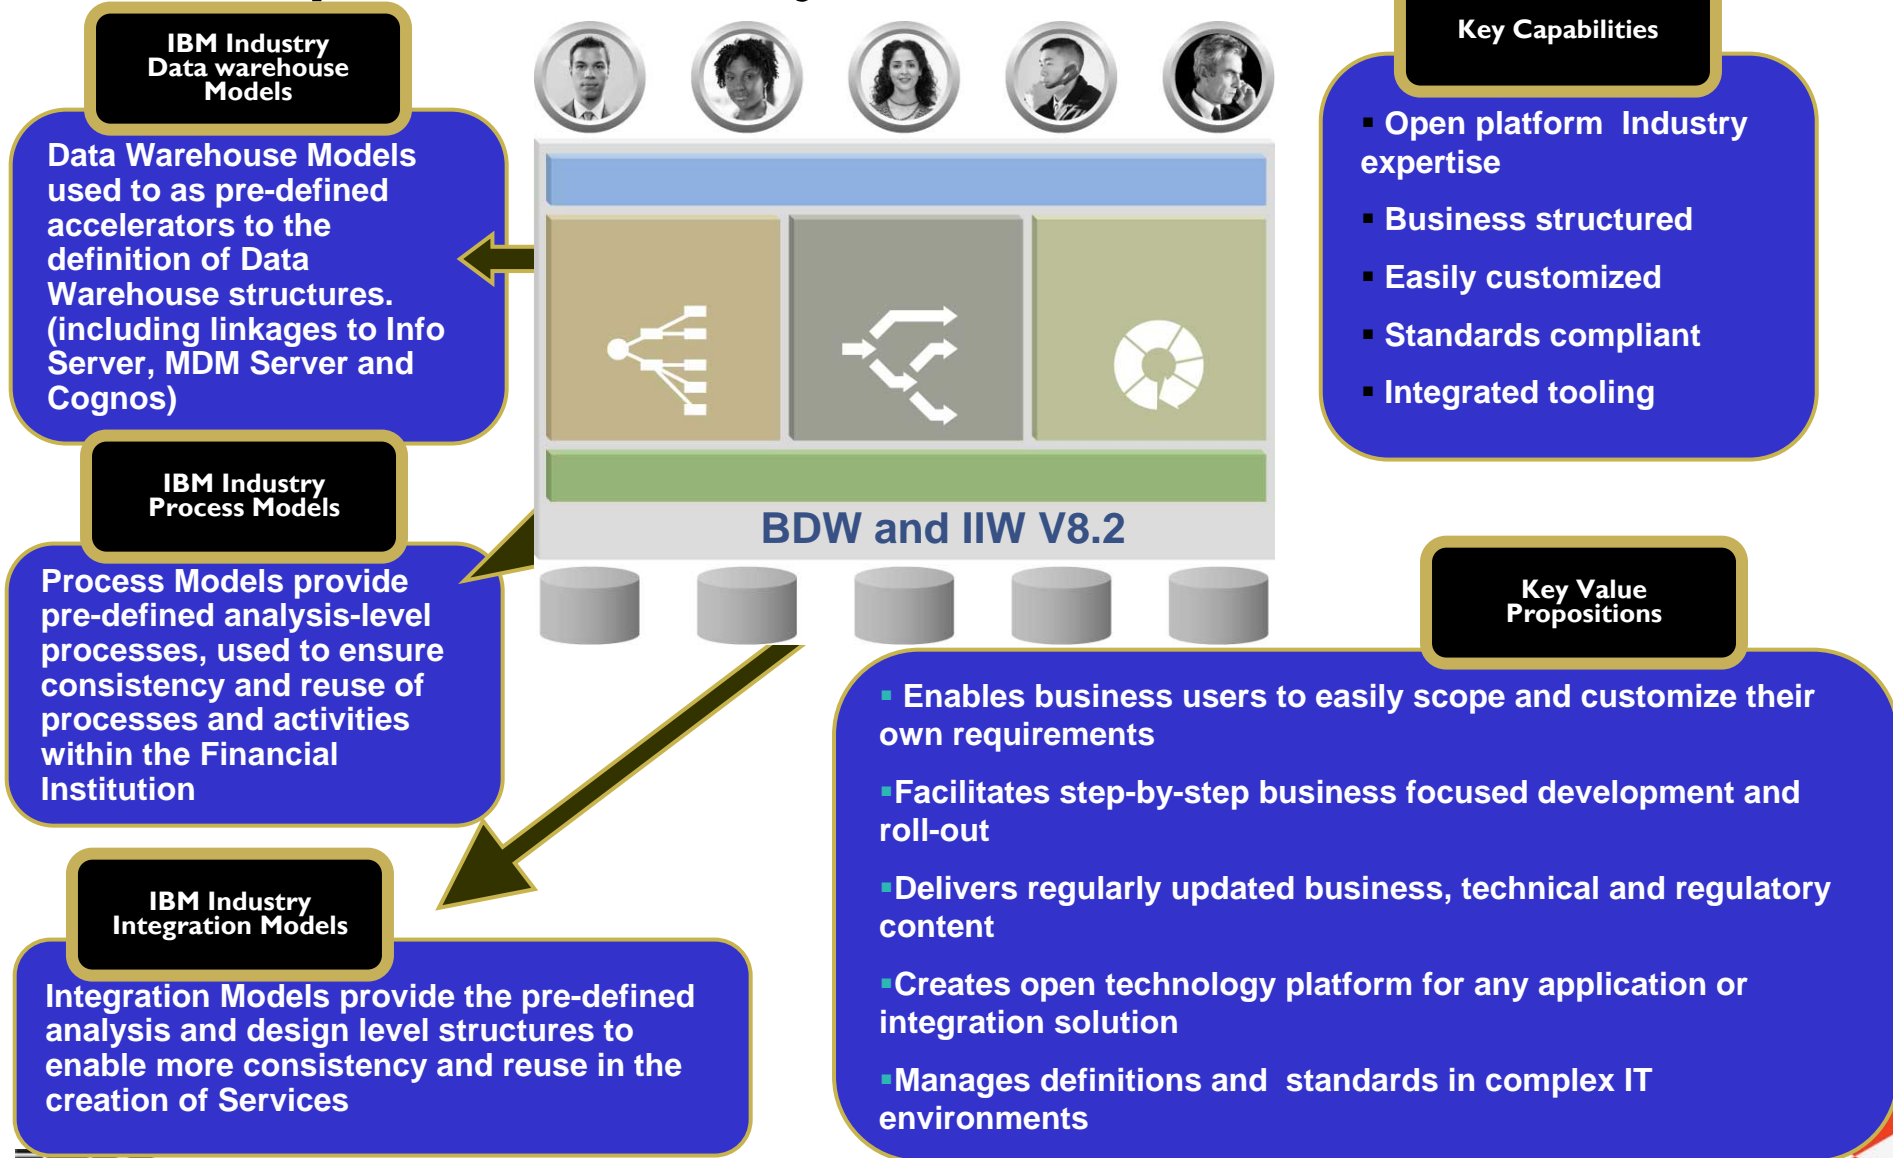 IBM Industry
Data warehouse
Models
Data Warehouse Models
used to as pre-defined
accelerators to the
definition of Data
Warehouse structures.
(including linkages to Info
Server, MDM Server and
Cognos)
IBM Industry
Process Models
Process Models provide
pre-defined analysis-level
processes, used to ensure
consistency and reuse of
processes and activities
within the Financial
Institution
IBM Industry
Integration Models
Integration Models provide the pre-defined
analysis and design level structures to
enable more consistency and reuse in the
creation of Services
BDW and IIW V8.2
Key Capabilities
▪ Open platform  Industry
expertise
▪ Business structured
▪ Easily customized
▪ Standards compliant
▪ Integrated tooling
Key Value
Propositions
▪ Enables business users to easily scope and customize their
own requirements
▪Facilitates step-by-step business focused development and
roll-out
▪Delivers regularly updated business, technical and regulatory
content
▪Creates open technology platform for any application or
integration solution
▪Manages definitions and  standards in complex IT
environments